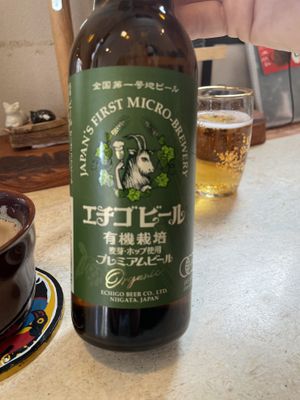 全国第一号地ビール
JAPAN'S FIRST MICRO-BREWERY
エチゴビール
有機栽培
麦芽・ホップ使用
プレミアムビール
Organic
ECHIGO BEER CO., LTD.
NIIGATA, JAPAN